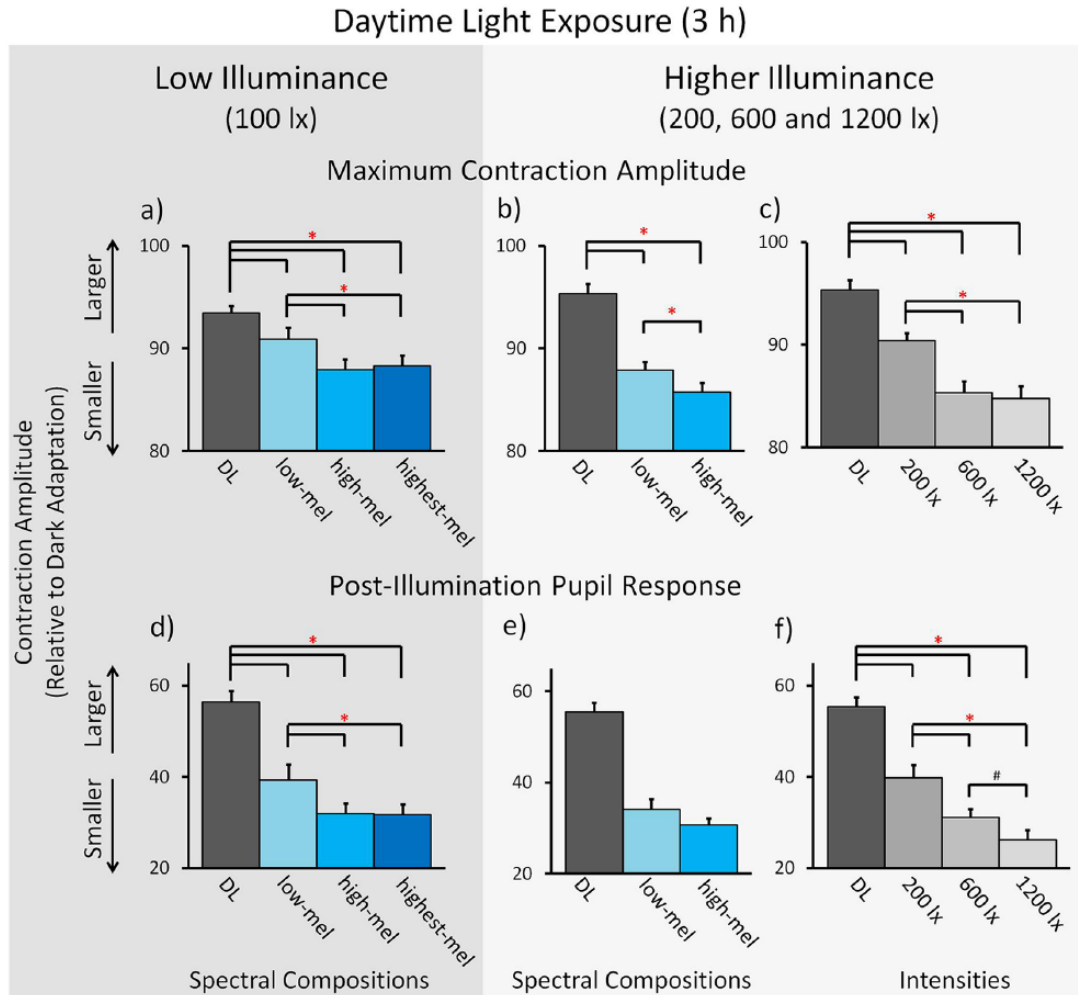 Daytime Light Exposure (3 h)
Low Illuminance
(100 lx)
Higher Illuminance
(200, 600 and 1200 lx)
Maximum Contraction Amplitude
Contraction Amplitude
(Relative to Dark Adaptation)
Larger
Smaller
a)
*
*
100
90
80
DL
low-mel
high-mel
highest-mel
b)
*
*
100
90
80
DL
low-mel
high-mel
c)
*
*
100
90
80
DL
200 lx
600 lx
1200 lx
Post-Illumination Pupil Response
Larger
Smaller
d)
*
*
60
40
20
DL
low-mel
high-mel
highest-mel
Spectral Compositions
e)
60
40
20
DL
low-mel
high-mel
Spectral Compositions
f)
*
*
#
60
40
20
DL
200 lx
600 lx
1200 lx
Intensities